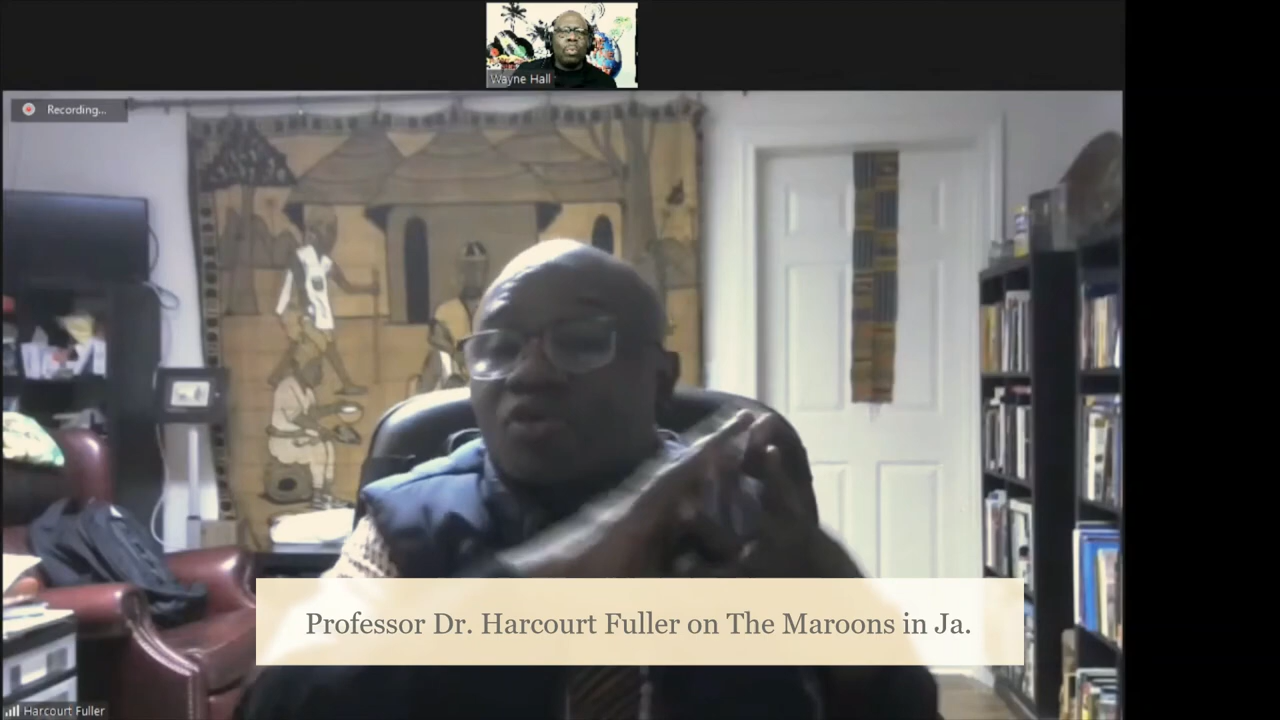 Wayne Hall
Recording...
Professor Dr. Harcourt Fuller on The Maroons in Ja.
Harcourt Fuller